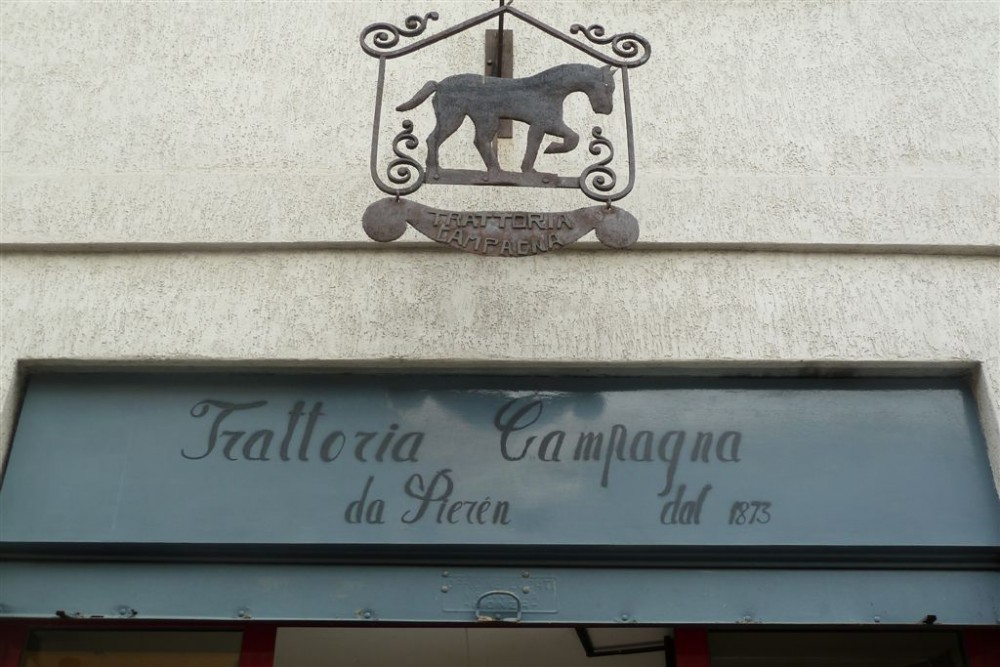 TRATTORIA
CAMPAGNA
Trattoria Campagna
da Pierén dal 1873